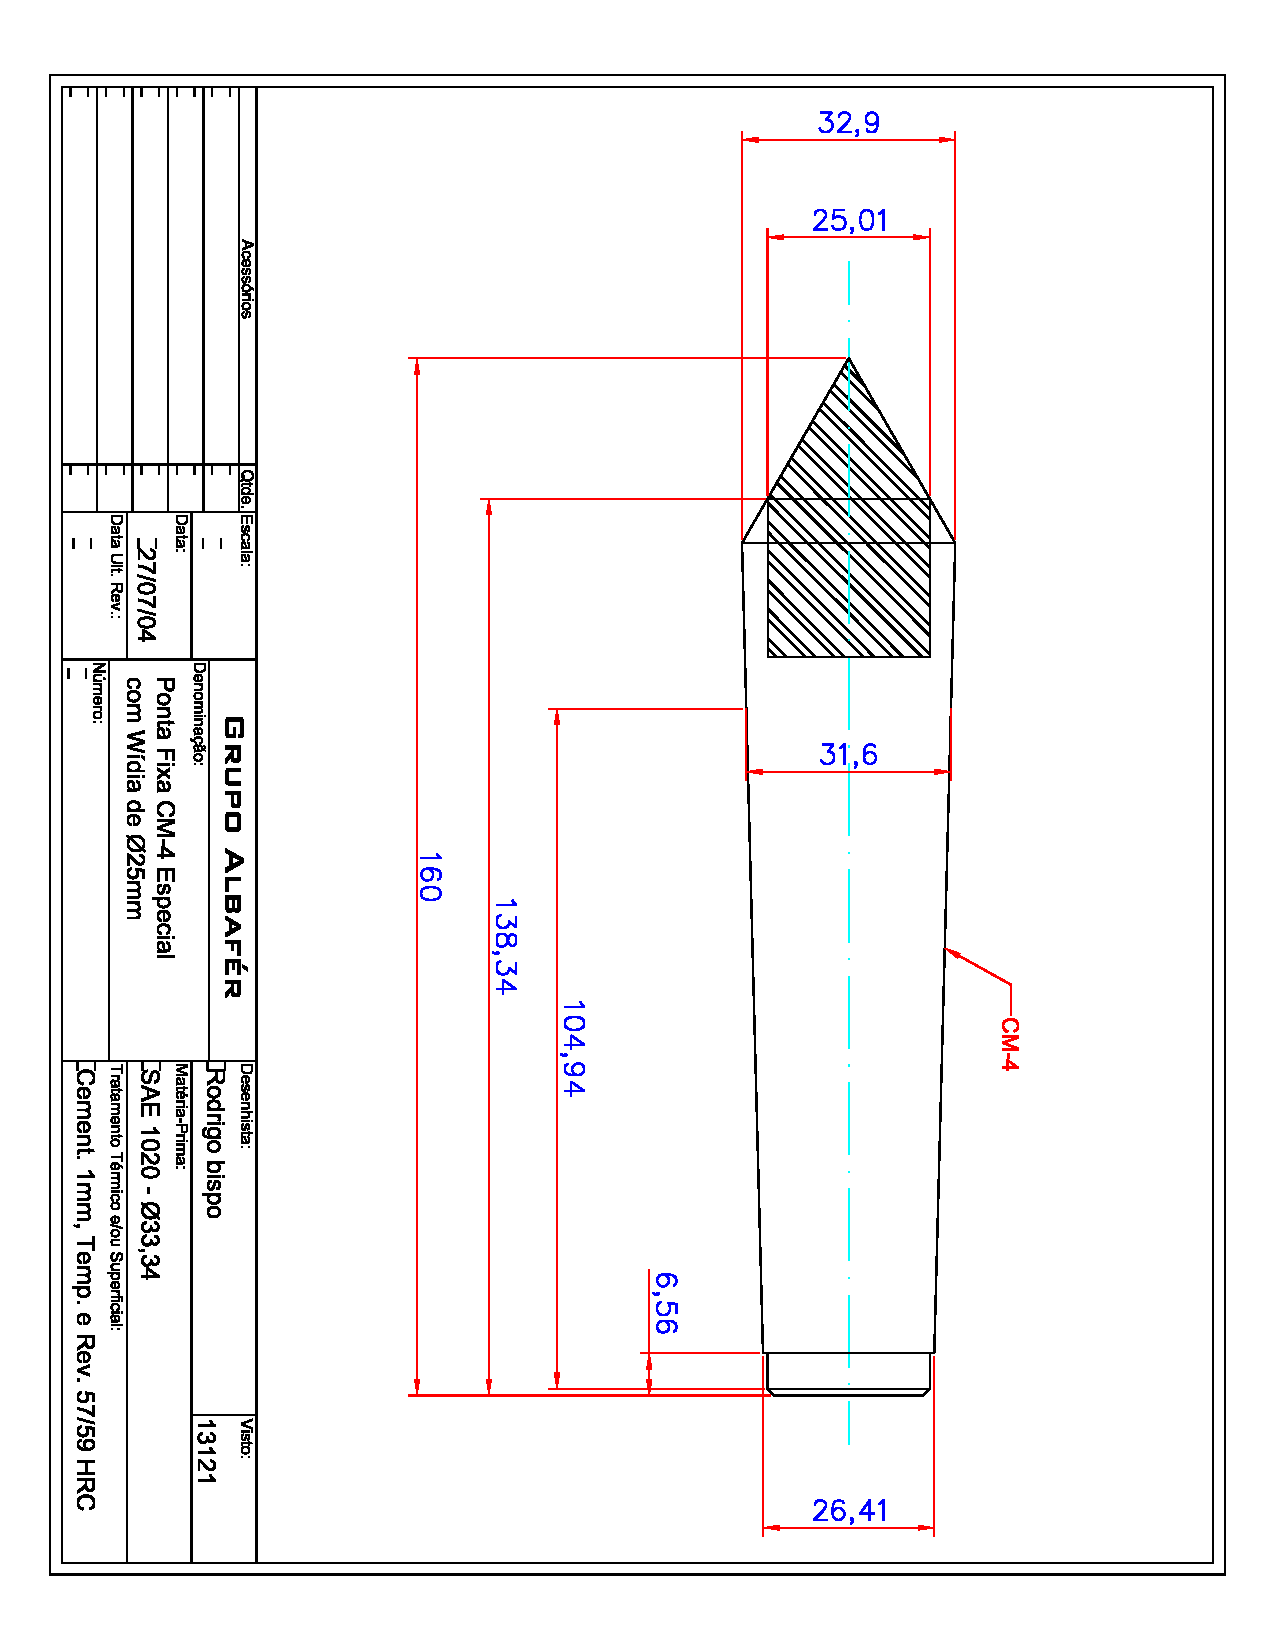 32,9
25,01
31,6
160
138,34
104,94
CM-4
6,56
26,41
Acessórios
Qtde.
Escala:
-
-
Data:
-
27/07/04
Data Ult. Rev.:
-
-
GRUPO ALBAFÉR
Denominação:
Ponta Fixa CM-4 Especial
com Wídia de Ø25mm
Número:
-
-
Desenhista:
Rodrigo bispo
Visto:
13121
Matéria-Prima:
SAE 1020 - Ø33,34
Tratamento Térmico e/ou Superficial:
Cement. 1mm, Temp. e Rev. 57/59 HRC